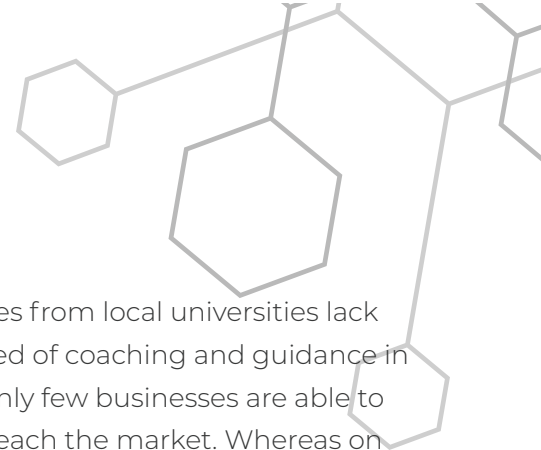 es from local universities lack
ed of coaching and guidance in
nly few businesses are able to
each the market. Whereas on